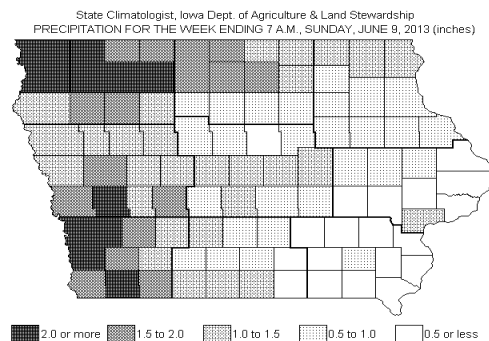 State Climatologist, Iowa Dept. of Agriculture & Land Stewardship
PRECIPITATION FOR THE WEEK ENDING 7 A.M., SUNDAY, JUNE 9, 2013 (inches)
2.0 or more 1.5 to 2.0 1.0 to 1.5 0.5 to 1.0 0.5 or less